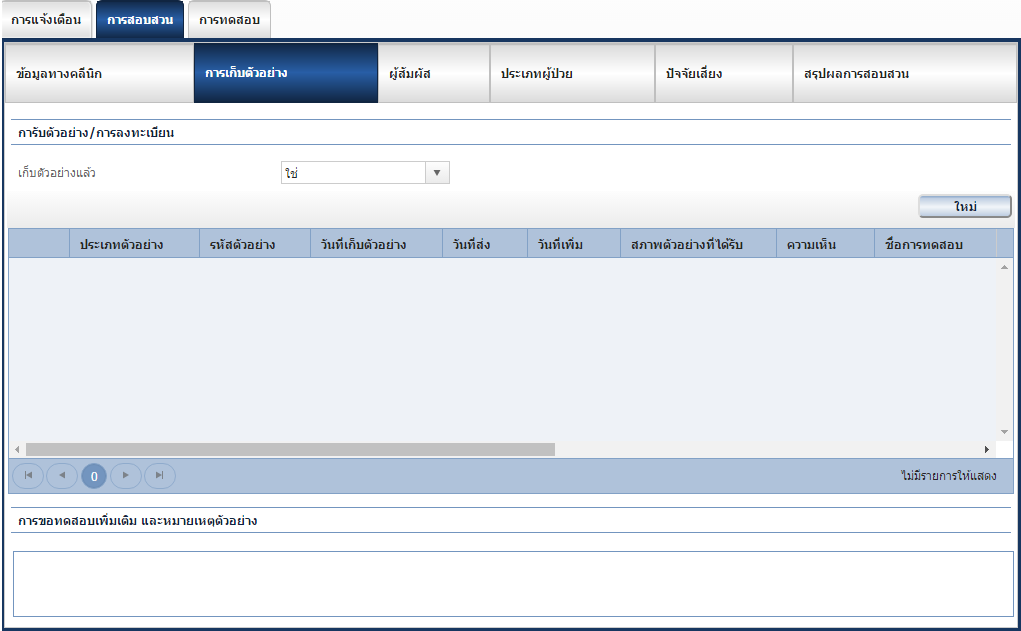 การแจ้งเตือน การสอบสวน การทดสอบ
ข้อมูลทางคลีนิก การเก็บตัวอย่าง ผู้สัมผัส ประเภทผู้ป่วย ปัจจัยเสี่ยง สรุปผลการสอบสวน
การับตัวอย่าง/การลงทะเบียน
เก็บตัวอย่างแล้ว ใช่
ใหม่
ประเภทตัวอย่าง รหัสตัวอย่าง วันที่เก็บตัวอย่าง วันที่ส่ง วันที่เพิ่ม สภาพตัวอย่างที่ได้รับ ความเห็น ชื่อการทดสอบ
0 ไม่มีรายการให้แสดง
การขอทดสอบเพิ่มเติม และหมายเหตุตัวอย่าง